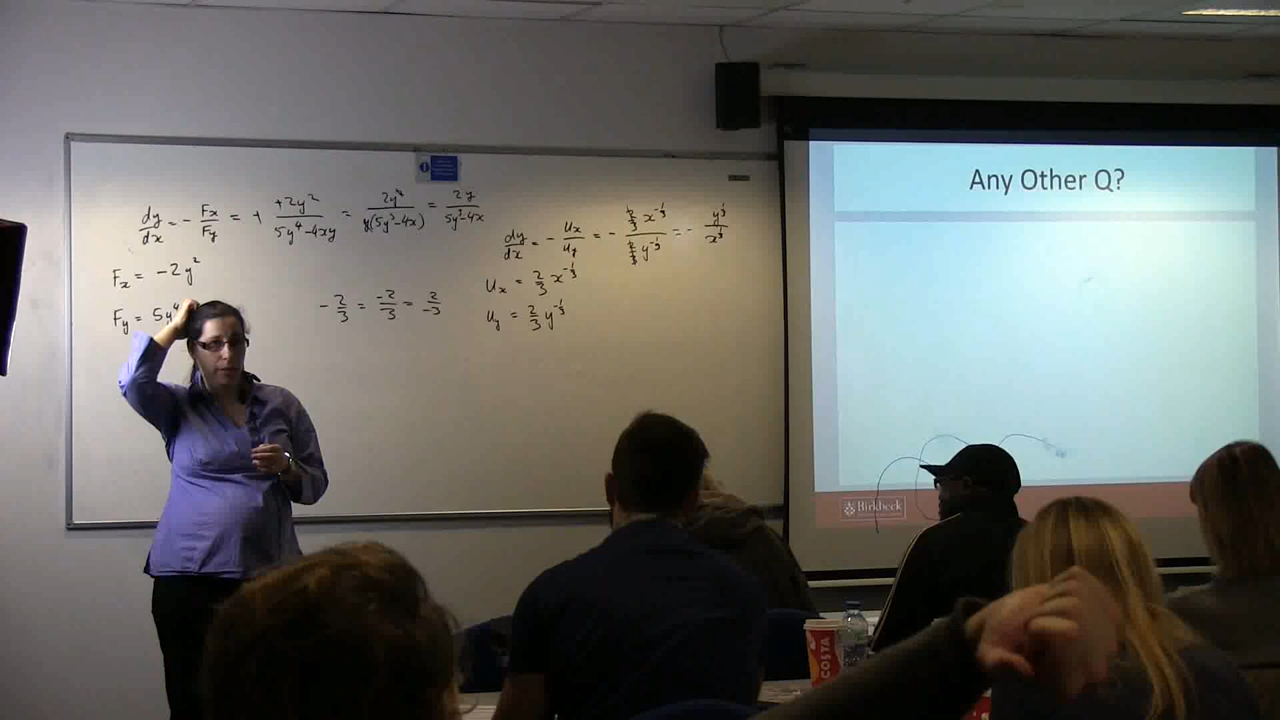 dy/dx = - Fx/Fy = + +2y²/5y⁴-4xy = 2y²/y(5y³-4x) = 2y/5y³-4x
Fx = -2y²
Fy = 5y⁴
- 2/3 = -2/3 = 2/-3
dy/dx = - Ux/Uy = - 2/3 x^-1/3 / 2/3 y^-1/3 = - y^1/3 / x^1/3
Ux = 2/3 x^-1/3
Uy = 2/3 y^-1/3
Any Other Q?
Birkbeck
COSTA